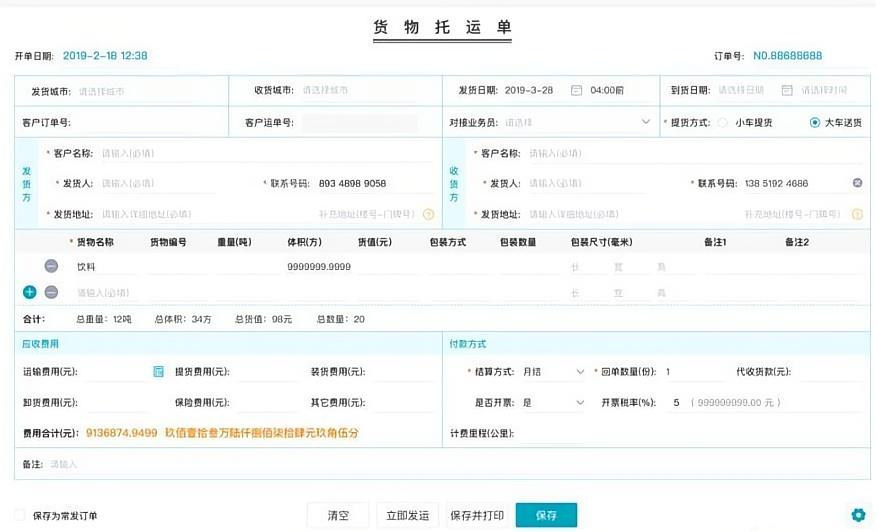 货物托运单
开单日期: 2019-2-18 12:38 订单号: N0.88688688
发货城市: 请选择城市 收货城市: 请选择城市 发货日期: 2019-3-28 04:00前 到货日期: 请选择日期 请选择时间
客户订单号: 客户运单号: 对接业务员: 请选择 * 提货方式: 小车提货 大车送货
发货方
* 客户名称: 请输入(必填)
* 发货人: 请输入(必填) * 联系号码: 893 4898 9058
* 发货地址: 请输入详细地址(必填) 补充地址(楼号-门牌号)
收货方
* 客户名称: 请输入(必填)
* 发货人: 请输入(必填) * 联系号码: 138 5192 4686
* 发货地址: 请输入详细地址(必填) 补充地址(楼号-门牌号)
* 货物名称 货物编号 重量(吨) 体积(方) 货值(元) 包装方式 包装数量 包装尺寸(毫米) 备注1 备注2
饮料 9999999.9999 长 宽 高
请输入(必填) 长 宽 高
合计: 总重量: 12吨 总体积: 34方 总货值: 98元 总数量: 20
应收费用
运输费用(元): 提货费用(元): 装货费用(元):
卸货费用(元): 保险费用(元): 其它费用(元):
费用合计(元): 9136874.9499 玖佰壹拾叁万陆仟捌佰柒拾肆元玖角伍分
付款方式
* 结算方式: 月结 * 回单数量(份): 1 代收货款(元):
是否开票: 是 开票税率(%): 5 ( 999999999.00 元 )
计费里程(公里):
备注: 请输入
保存为常发订单 清空 立即发运 保存并打印 保存